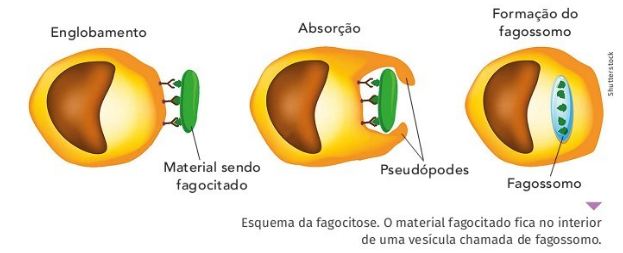 Englobamento
Absorção
Formação do
fagossomo
Shutterstock
Material sendo
fagocitado
Pseudópodes
Fagossomo
Esquema da fagocitose. O material fagocitado fica no interior
de uma vesícula chamada de fagossomo.